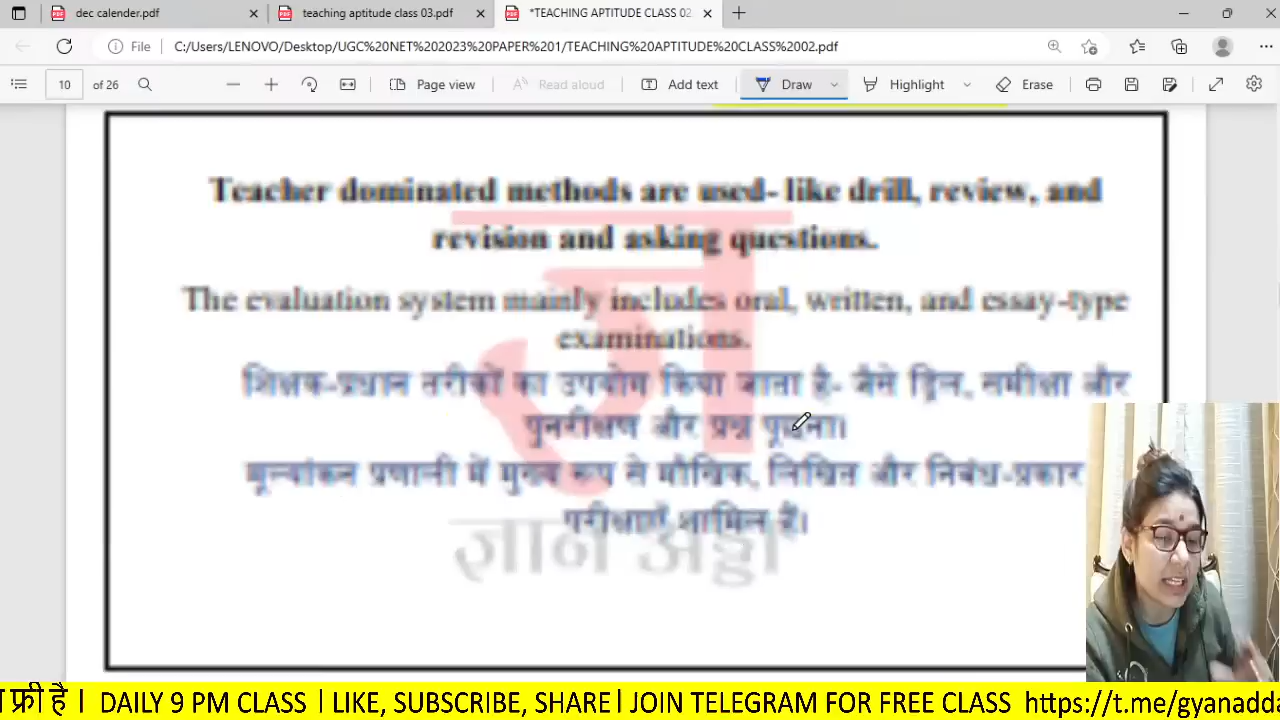 dec calender.pdf
teaching aptitude class 03.pdf
*TEACHING APTITUDE CLASS 02
File
C:/Users/LENOVO/Desktop/UGC%20NET%202023%20PAPER%201/TEACHING%20APTITUDE%20CLASS%2002.pdf
10 of 26
Page view
Read aloud
Add text
Draw
Highlight
Erase
Teacher dominated methods are used- like drill, review, and
revision and asking questions.
The evaluation system mainly includes oral, written, and essay-type
examinations.
शिक्षक-प्रधान तरीकों का उपयोग किया जाता है- जैसे ड्रिल, समीक्षा और
पुनरीक्षण और प्रश्न पूछना।
मूल्यांकन प्रणाली में मुख्य रूप से मौखिक, लिखित और निबंध-प्रकार
परीक्षाएँ शामिल हैं।
ज्ञान अड्डा
फ्री है । DAILY 9 PM CLASS । LIKE, SUBSCRIBE, SHARE। JOIN TELEGRAM FOR FREE CLASS https://t.me/gyanadda